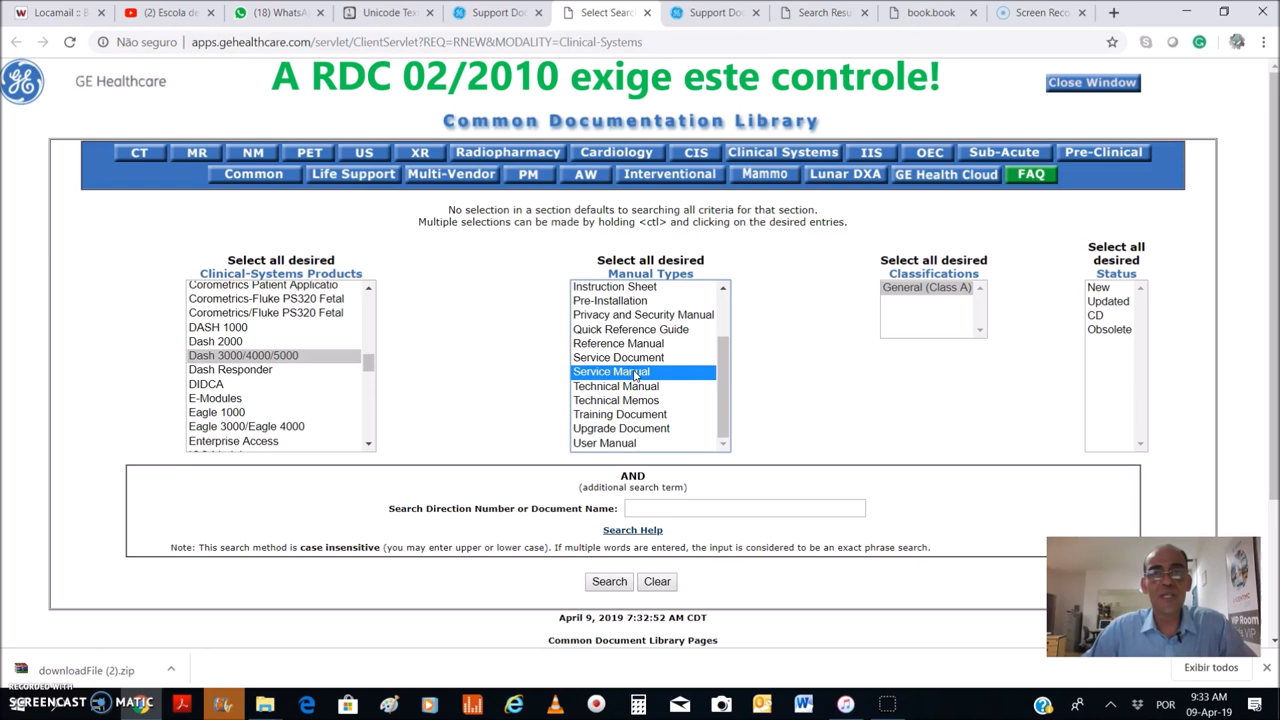 Locamail :: B
(2) Escola de
(18) WhatsA
Unicode Tex
Support Doc
Select Searc
Support Doc
Search Resu
book.book
Screen Reco
Não seguro
apps.gehealthcare.com/servlet/ClientServlet?REQ=RNEW&MODALITY=Clinical-Systems
GE Healthcare
A RDC 02/2010 exige este controle!
Close Window
Common Documentation Library
CT MR NM PET US XR Radiopharmacy Cardiology CIS Clinical Systems IIS OEC Sub-Acute Pre-Clinical
Common Life Support Multi-Vendor PM AW Interventional Mammo Lunar DXA GE Health Cloud FAQ
No selection in a section defaults to searching all criteria for that section.
Multiple selections can be made by holding <ctl> and clicking on the desired entries.
Select all desired
Clinical-Systems Products
Corometrics Patient Applicatio
Corometrics-Fluke PS320 Fetal
Corometrics/Fluke PS320 Fetal
DASH 1000
Dash 2000
Dash 3000/4000/5000
Dash Responder
DIDCA
E-Modules
Eagle 1000
Eagle 3000/Eagle 4000
Enterprise Access
Select all desired
Manual Types
Instruction Sheet
Pre-Installation
Privacy and Security Manual
Quick Reference Guide
Reference Manual
Service Document
Service Manual
Technical Manual
Technical Memos
Training Document
Upgrade Document
User Manual
Select all desired
Classifications
General (Class A)
Select all
desired
Status
New
Updated
CD
Obsolete
AND
(additional search term)
Search Direction Number or Document Name:
Search Help
Note: This search method is case insensitive (you may enter upper or lower case). If multiple words are entered, the input is considered to be an exact phrase search.
Search Clear
April 9, 2019 7:32:52 AM CDT
Common Document Library Pages
VIP Room
VIP
downloadFile (2).zip
Exibir todos
RECORDED WITH
SCREENCAST MATIC
POR
9:33 AM
09-Apr-19